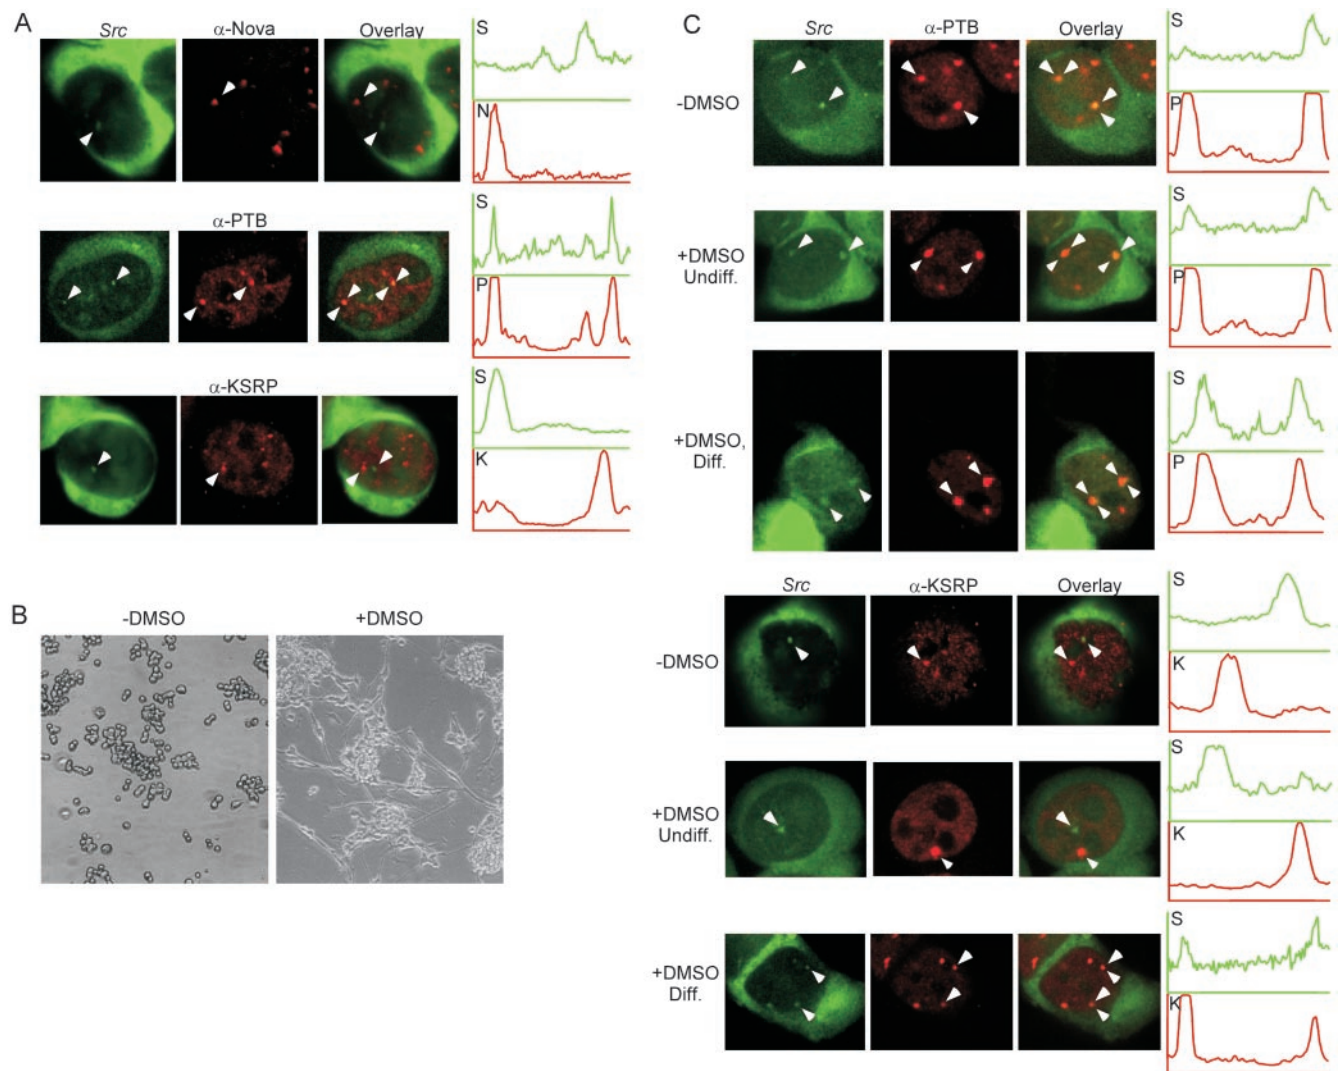 A
Src
α-Nova
Overlay
S
N
α-PTB
S
P
α-KSRP
S
K
B
-DMSO
+DMSO
C
Src
α-PTB
Overlay
-DMSO
S
P
+DMSO
Undiff.
S
P
+DMSO,
Diff.
S
P
Src
α-KSRP
Overlay
-DMSO
S
K
+DMSO
Undiff.
S
K
+DMSO
Diff.
S
K